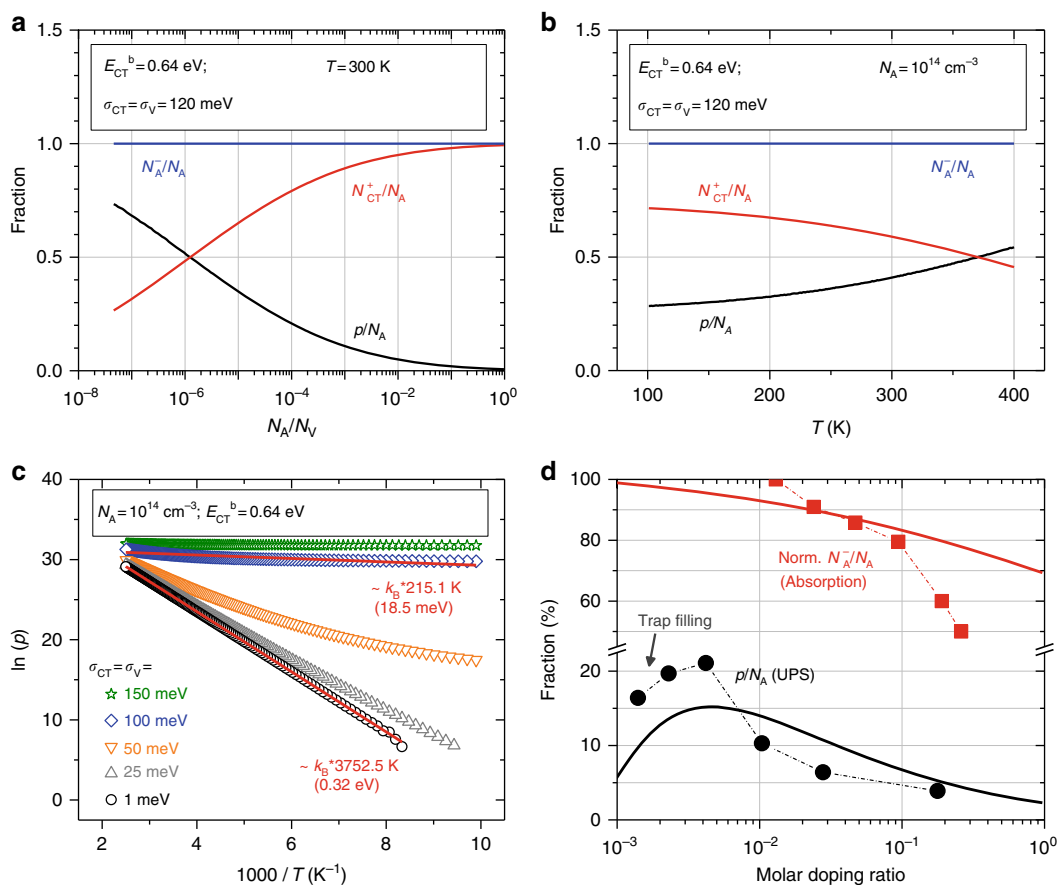 a
E_CT^b = 0.64 eV; T = 300 K
σ_CT = σ_V = 120 meV
1.5
1.0
0.5
0.0
Fraction
N_A^−/N_A
N_CT^+/N_A
p/N_A
10^−8
10^−6
10^−4
10^−2
10^0
N_A/N_V
b
E_CT^b = 0.64 eV; N_A = 10^14 cm^−3
σ_CT = σ_V = 120 meV
1.5
1.0
0.5
0.0
Fraction
N_A^−/N_A
N_CT^+/N_A
p/N_A
100
200
300
400
T (K)
c
N_A = 10^14 cm^−3; E_CT^b = 0.64 eV
40
30
20
10
0
ln (p)
~ k_B*215.1 K
(18.5 meV)
σ_CT = σ_V =
150 meV
100 meV
50 meV
25 meV
1 meV
~ k_B*3752.5 K
(0.32 eV)
2
4
6
8
10
1000 / T (K^−1)
d
100
80
60
20
15
10
5
0
Fraction (%)
Norm. N_A^−/N_A
(Absorption)
Trap filling
p/N_A (UPS)
10^−3
10^−2
10^−1
10^0
Molar doping ratio